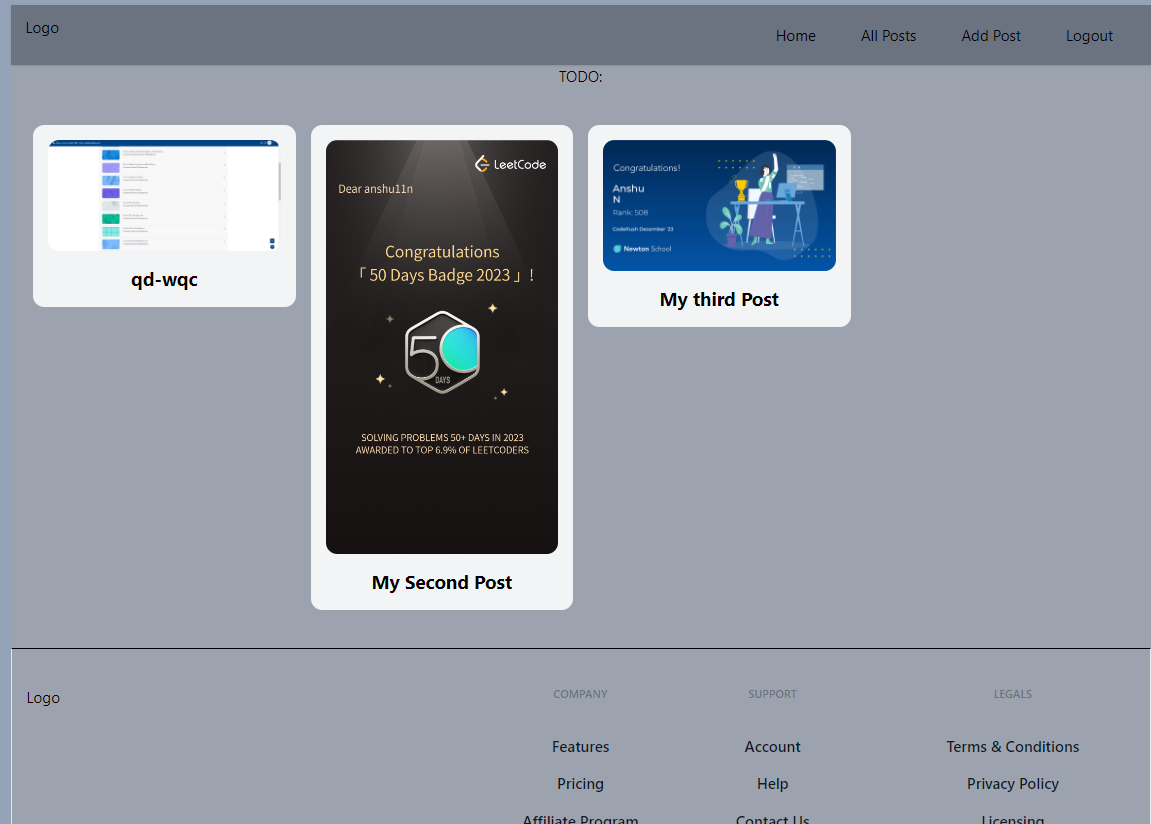 Logo
Home
All Posts
Add Post
Logout
TODO:
qd-wqc
LeetCode
Dear anshu11n
Congratulations
「 50 Days Badge 2023 」 !
50
DAYS
SOLVING PROBLEMS 50+ DAYS IN 2023
AWARDED TO TOP 6.9% OF LEETCODERS
My Second Post
Congratulations!
Anshu
N
Rank: 508
CodeRush December '23
Newton School
My third Post
Logo
COMPANY
Features
Pricing
Affiliate Program
SUPPORT
Account
Help
Contact Us
LEGALS
Terms & Conditions
Privacy Policy
Licensing